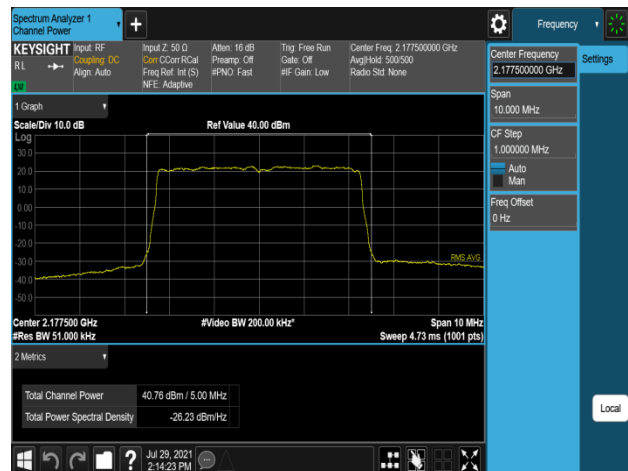 Spectrum Analyzer 1
Channel Power
Frequency
KEYSIGHT
RL
LXI
Input: RF
Coupling: DC
Align: Auto
Input Z: 50 Ω
Corr CCorr RCal
Freq Ref: Int (S)
NFE: Adaptive
Atten: 16 dB
Preamp: Off
#PNO: Fast
Trig: Free Run
Gate: Off
#IF Gain: Low
Center Freq: 2.177500000 GHz
Avg|Hold: 500/500
Radio Std: None
Center Frequency
2.177500000 GHz
Settings
Span
10.000 MHz
CF Step
1.000000 MHz
Auto
Man
Freq Offset
0 Hz
1 Graph
Scale/Div 10.0 dB
Ref Value 40.00 dBm
Log
30.0
20.0
10.0
0.00
-10.0
-20.0
-30.0
-40.0
-50.0
RMS AVG
Center 2.177500 GHz
#Video BW 200.00 kHz*
Span 10 MHz
#Res BW 51.000 kHz
Sweep 4.73 ms (1001 pts)
2 Metrics
Total Channel Power 40.76 dBm / 5.00 MHz
Total Power Spectral Density -26.23 dBm/Hz
Local
?
Jul 29, 2021
2:14:23 PM